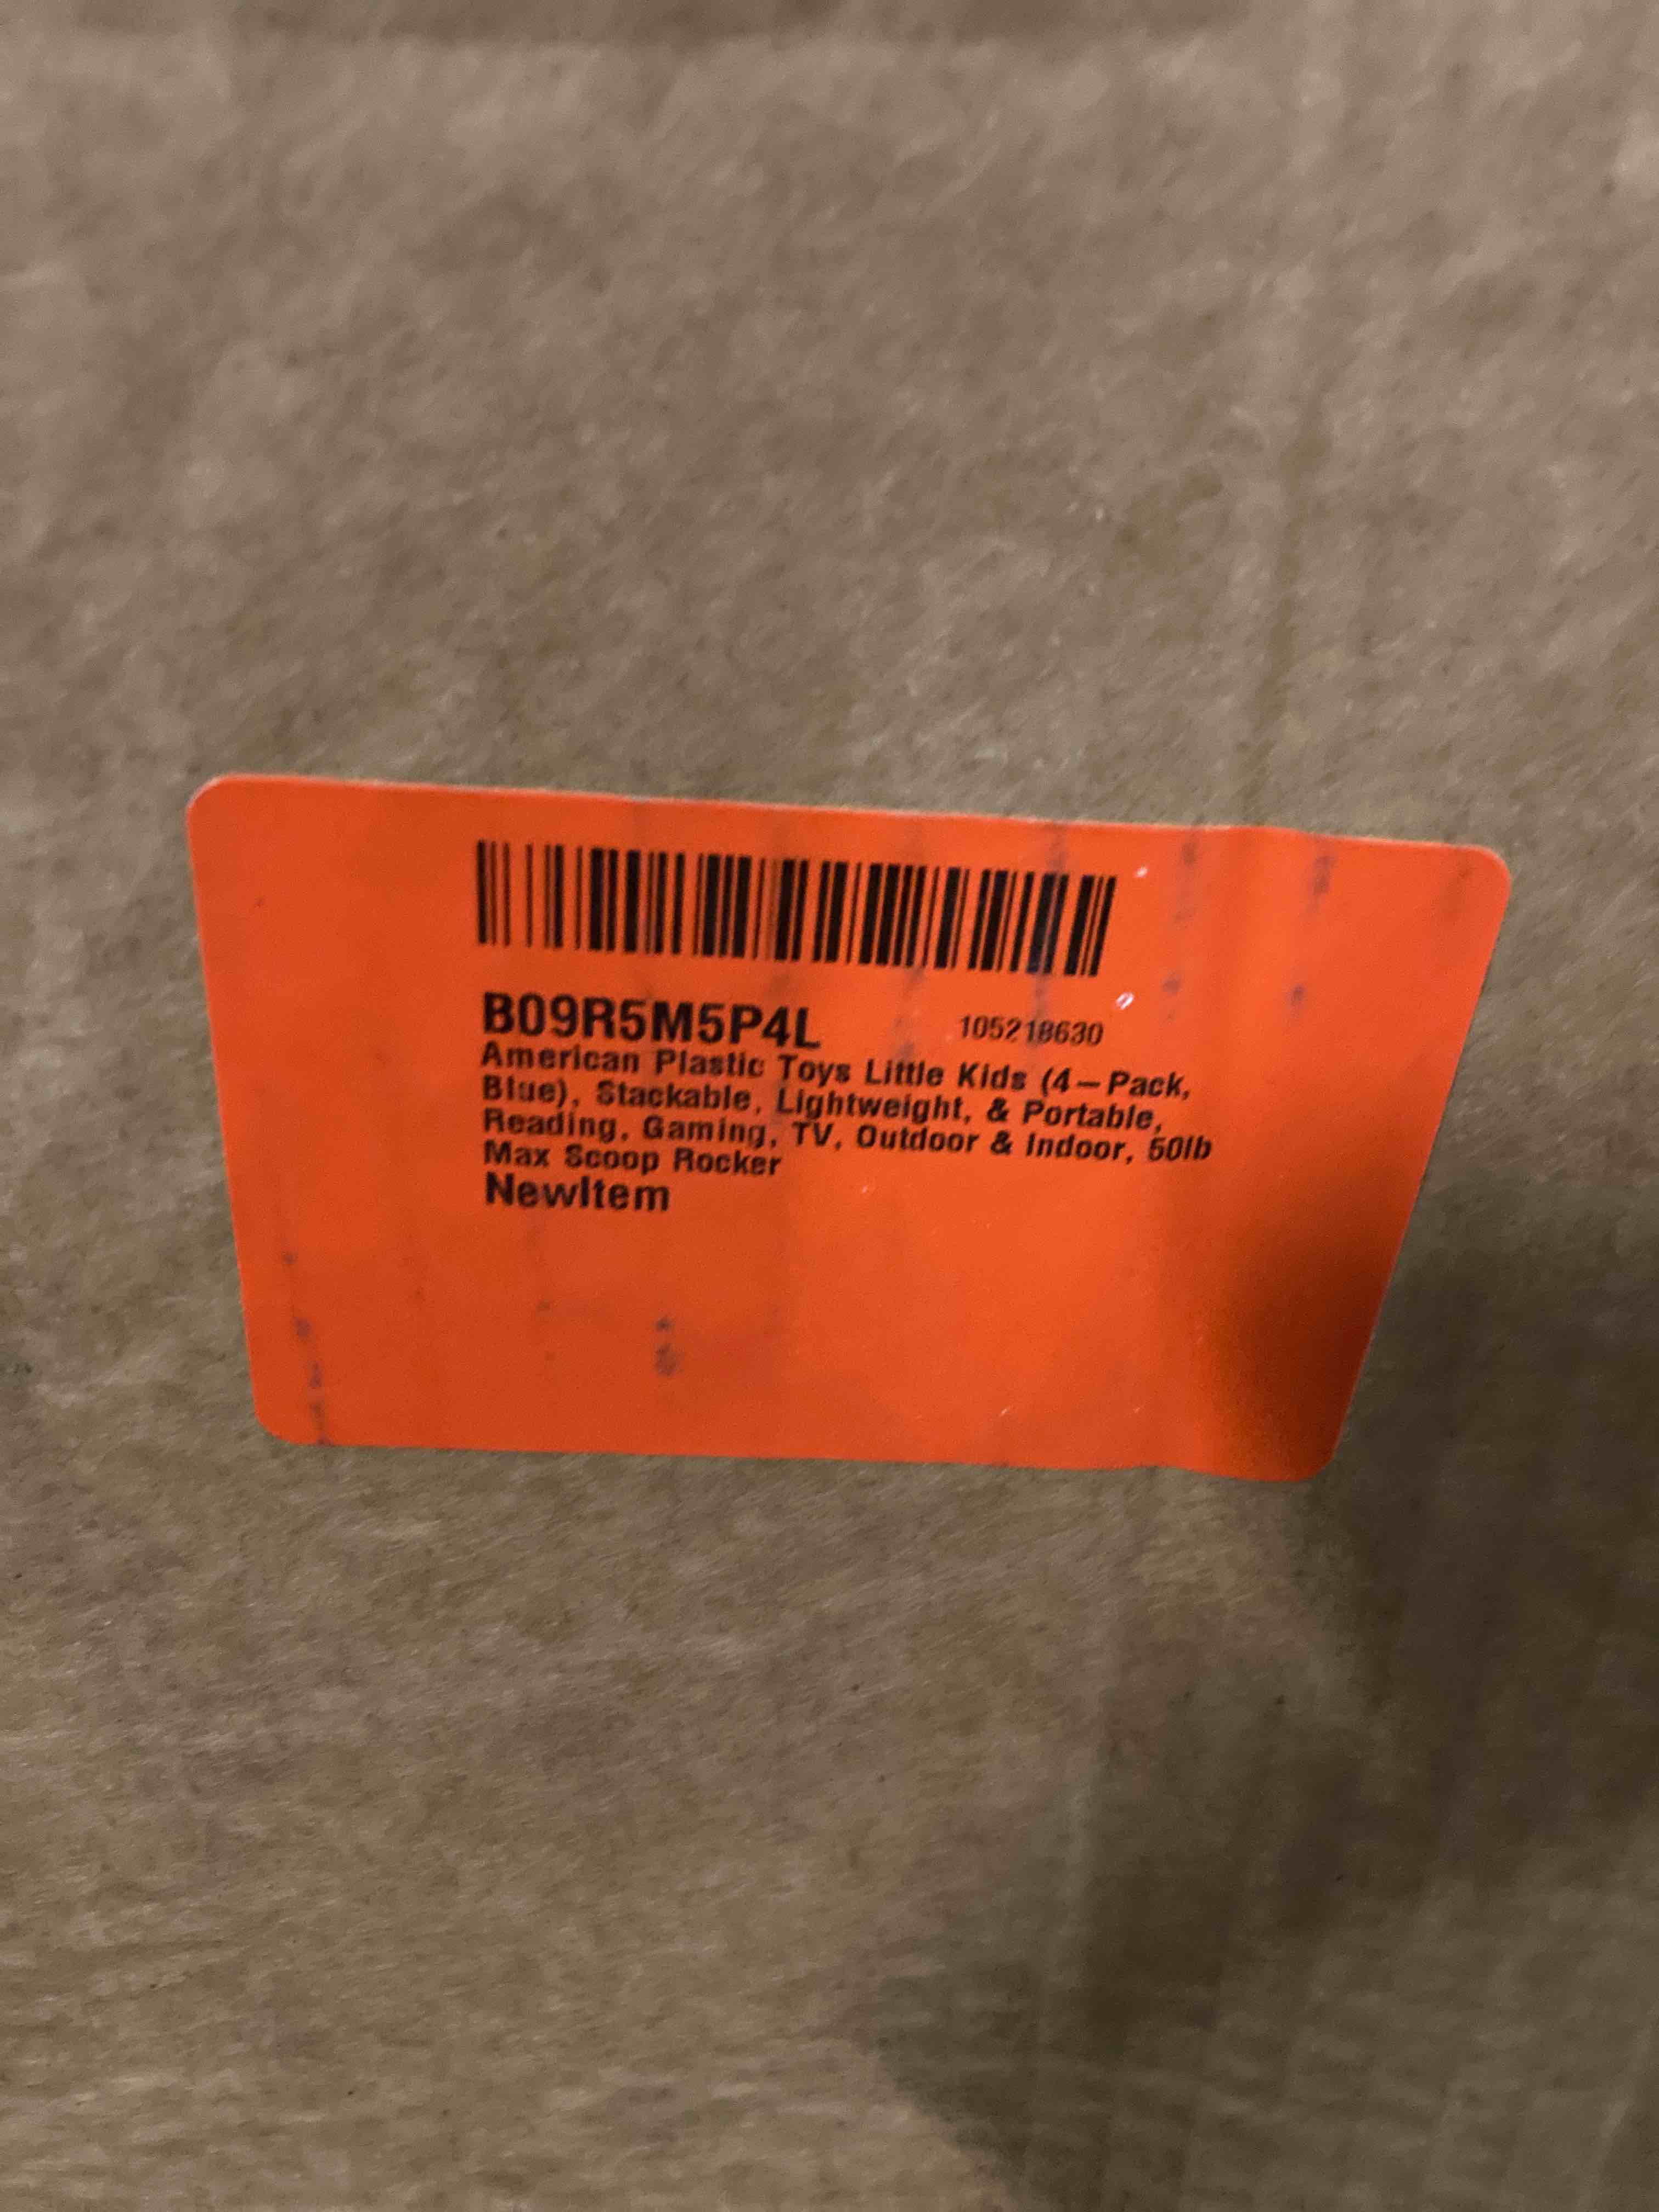 B09R5M5P4L 105218630
American Plastic Toys Little Kids (4-Pack,
Blue), Stackable, Lightweight, & Portable,
Reading, Gaming, TV, Outdoor & Indoor, 50lb
Max Scoop Rocker
NewItem